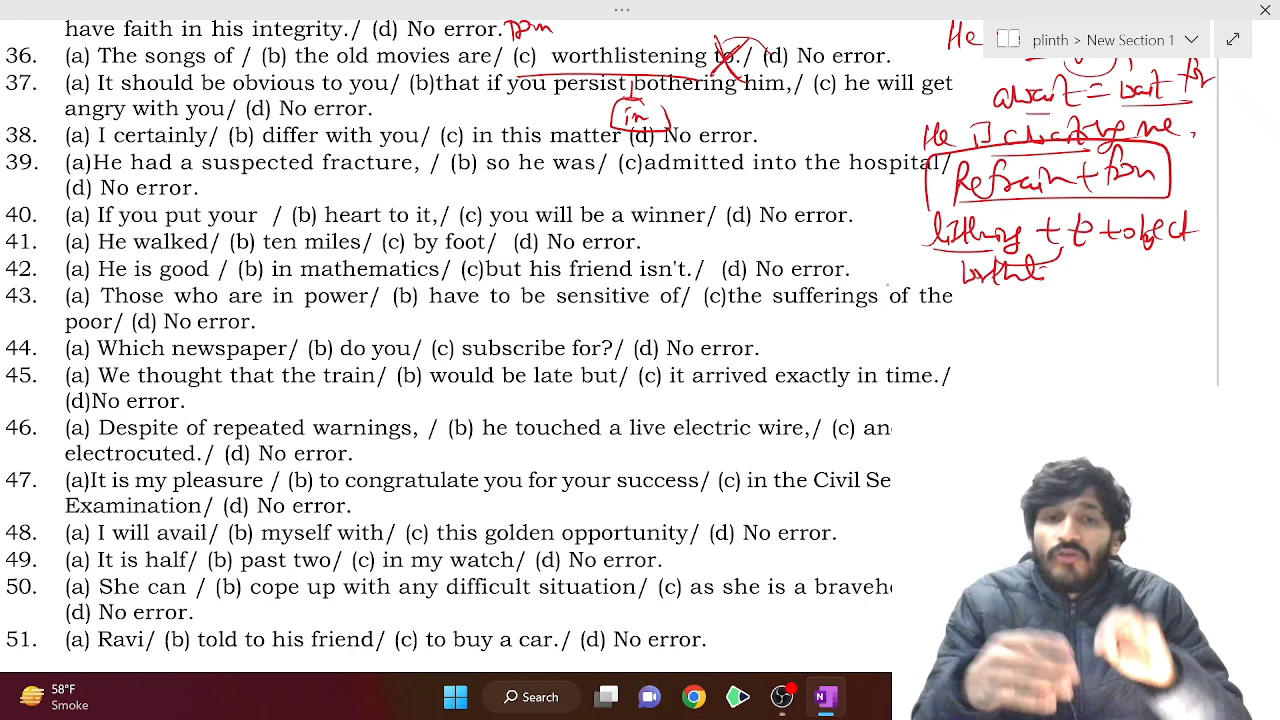 have faith in his integrity./ (d) No error.
36. (a) The songs of / (b) the old movies are/ (c) worthlistening to./ (d) No error.
37. (a) It should be obvious to you/ (b)that if you persist bothering him,/ (c) he will get
in
angry with you/ (d) No error.
38. (a) I certainly/ (b) differ with you/ (c) in this matter (d) No error.
39. (a)He had a suspected fracture, / (b) so he was/ (c)admitted into the hospital/
(d) No error.
40. (a) If you put your / (b) heart to it,/ (c) you will be a winner/ (d) No error.
41. (a) He walked/ (b) ten miles/ (c) by foot/ (d) No error.
42. (a) He is good / (b) in mathematics/ (c)but his friend isn't./ (d) No error.
43. (a) Those who are in power/ (b) have to be sensitive of/ (c)the sufferings of the
poor/ (d) No error.
44. (a) Which newspaper/ (b) do you/ (c) subscribe for?/ (d) No error.
45. (a) We thought that the train/ (b) would be late but/ (c) it arrived exactly in time./
(d)No error.
46. (a) Despite of repeated warnings, / (b) he touched a live electric wire,/ (c) an
electrocuted./ (d) No error.
47. (a)It is my pleasure / (b) to congratulate you for your success/ (c) in the Civil Se
Examination/ (d) No error.
48. (a) I will avail/ (b) myself with/ (c) this golden opportunity/ (d) No error.
49. (a) It is half/ (b) past two/ (c) in my watch/ (d) No error.
50. (a) She can / (b) cope up with any difficult situation/ (c) as she is a bravehe
(d) No error.
51. (a) Ravi/ (b) told to his friend/ (c) to buy a car./ (d) No error.
He
plinth > New Section 1
await = wait for
He is me,
Refrain + from
+ to + object
58°F
Smoke
Search